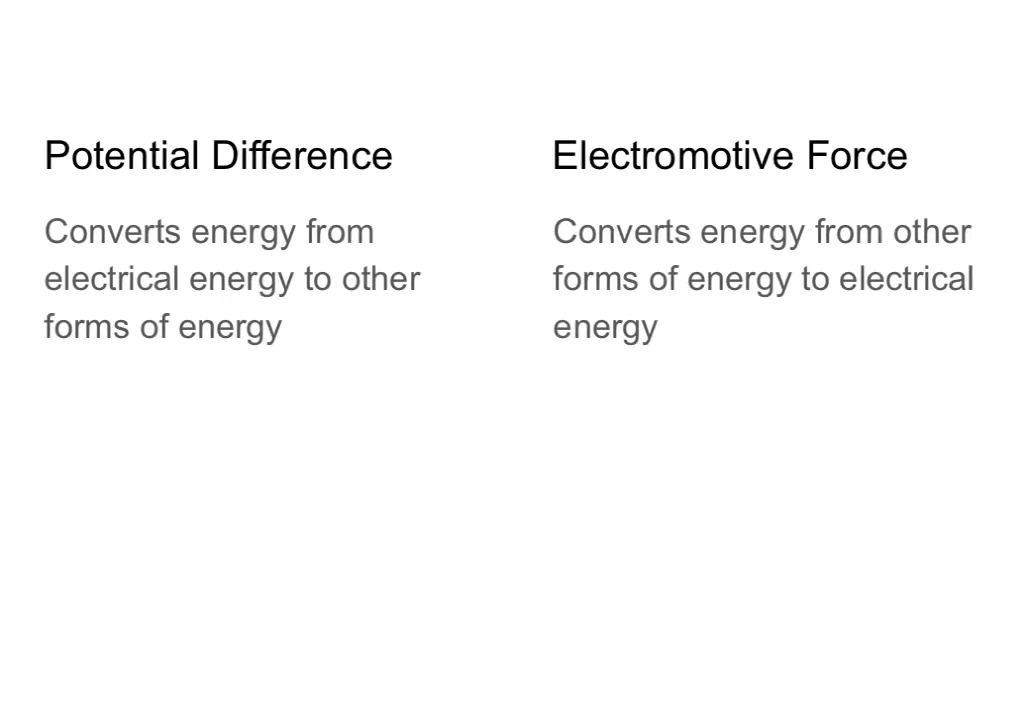 Potential Difference
Converts energy from
electrical energy to other
forms of energy
Electromotive Force
Converts energy from other
forms of energy to electrical
energy